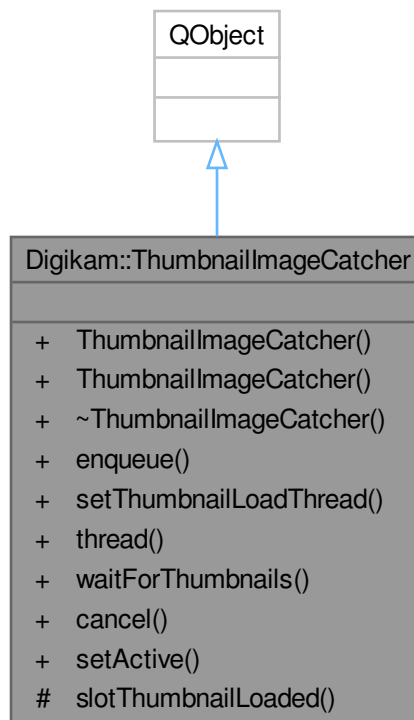 QObject
Digikam::ThumbnailImageCatcher
+ ThumbnailImageCatcher()
+ ThumbnailImageCatcher()
+ ~ThumbnailImageCatcher()
+ enqueue()
+ setThumbnailLoadThread()
+ thread()
+ waitForThumbnails()
+ cancel()
+ setActive()
# slotThumbnailLoaded()